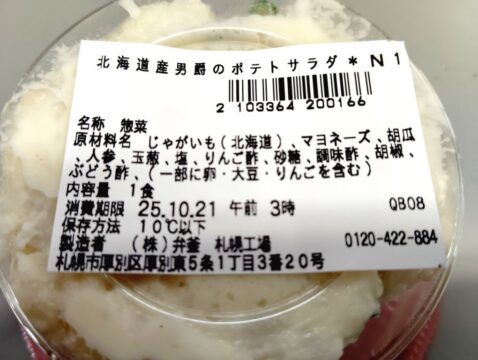 北海道産男爵のポテトサラダ*N1
2 103364 200166
名称 惣菜
原材料名 じゃがいも(北海道)、マヨネーズ、胡瓜
、人参、玉葱、塩、りんご酢、砂糖、調味酢、胡椒、
ぶどう酢、(一部に卵・大豆・りんごを含む)
内容量 1食
消費期限 25.10.21 午前 3時 QB08
保存方法 10℃以下
製造者 (株)弁釜 札幌工場 0120-422-884
札幌市厚別区厚別東5条1丁目3番20号